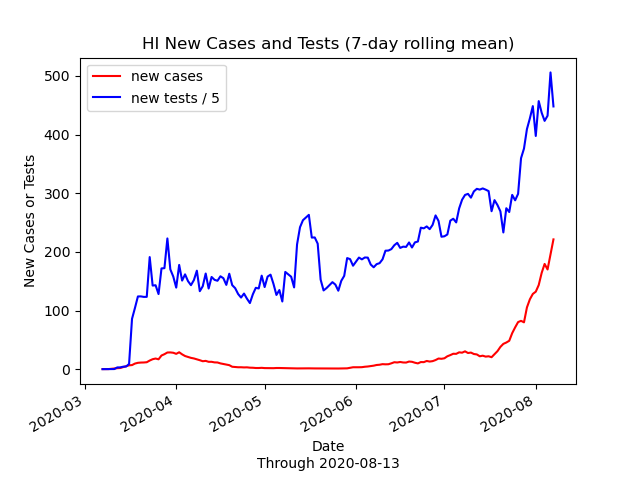 HI New Cases and Tests (7-day rolling mean)
new cases
new tests / 5
New Cases or Tests
500
400
300
200
100
0
2020-03
2020-04
2020-05
2020-06
2020-07
2020-08
Date
Through 2020-08-13